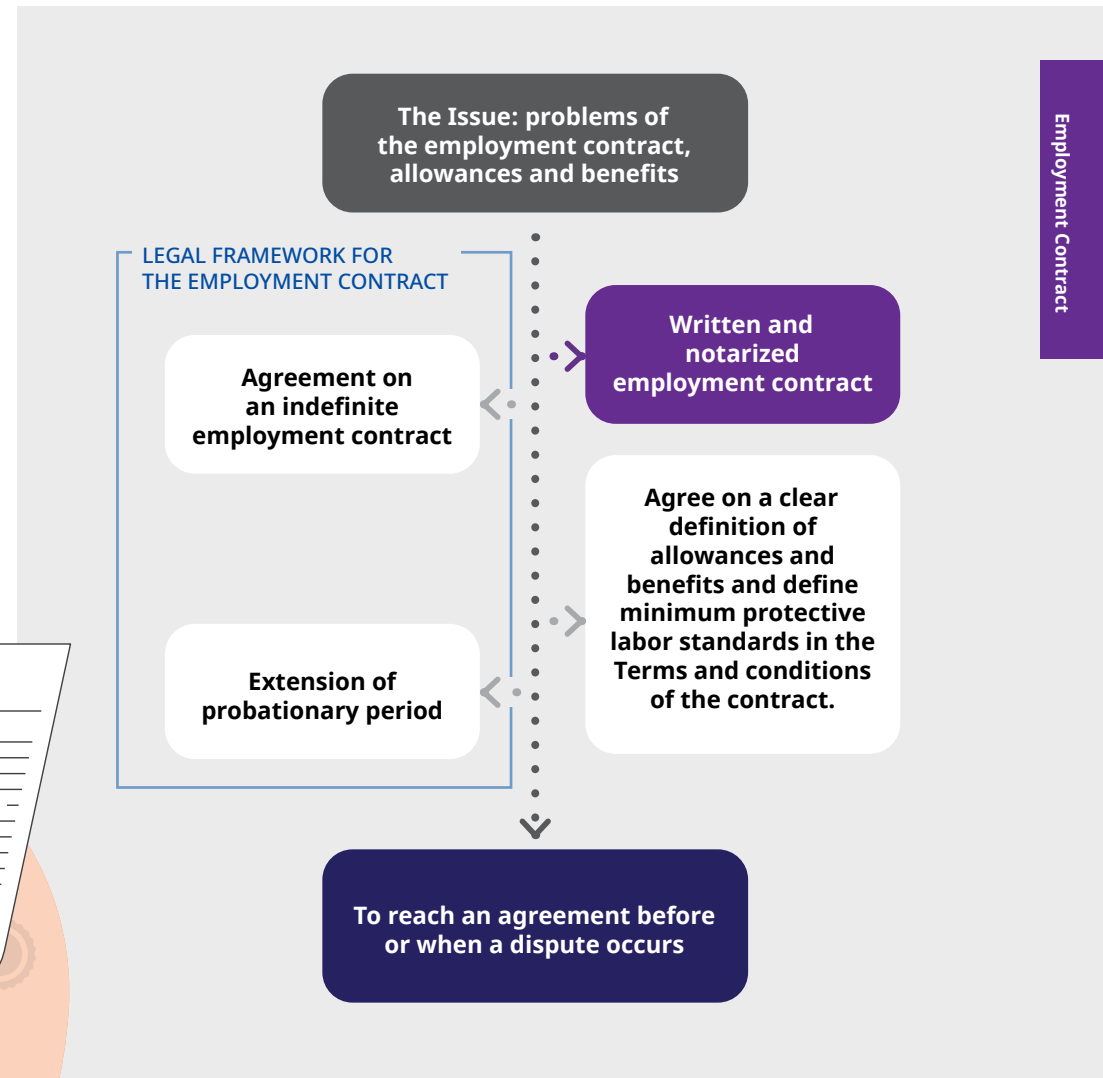 The Issue: problems of
the employment contract,
allowances and benefits
Employment Contract
LEGAL FRAMEWORK FOR
THE EMPLOYMENT CONTRACT
Written and
notarized
employment contract
Agreement on
an indefinite
employment contract
Agree on a clear
definition of
allowances and
benefits and define
minimum protective
labor standards in the
Terms and conditions
of the contract.
Extension of
probationary period
To reach an agreement before
or when a dispute occurs